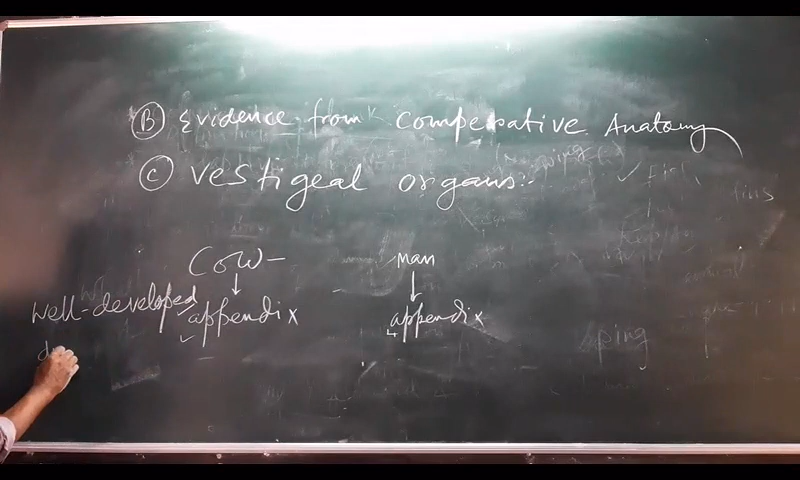 B Evidence from Comperative Anatomy
C Vestigeal organs:-
Cow- man
well-developed appendix appendix